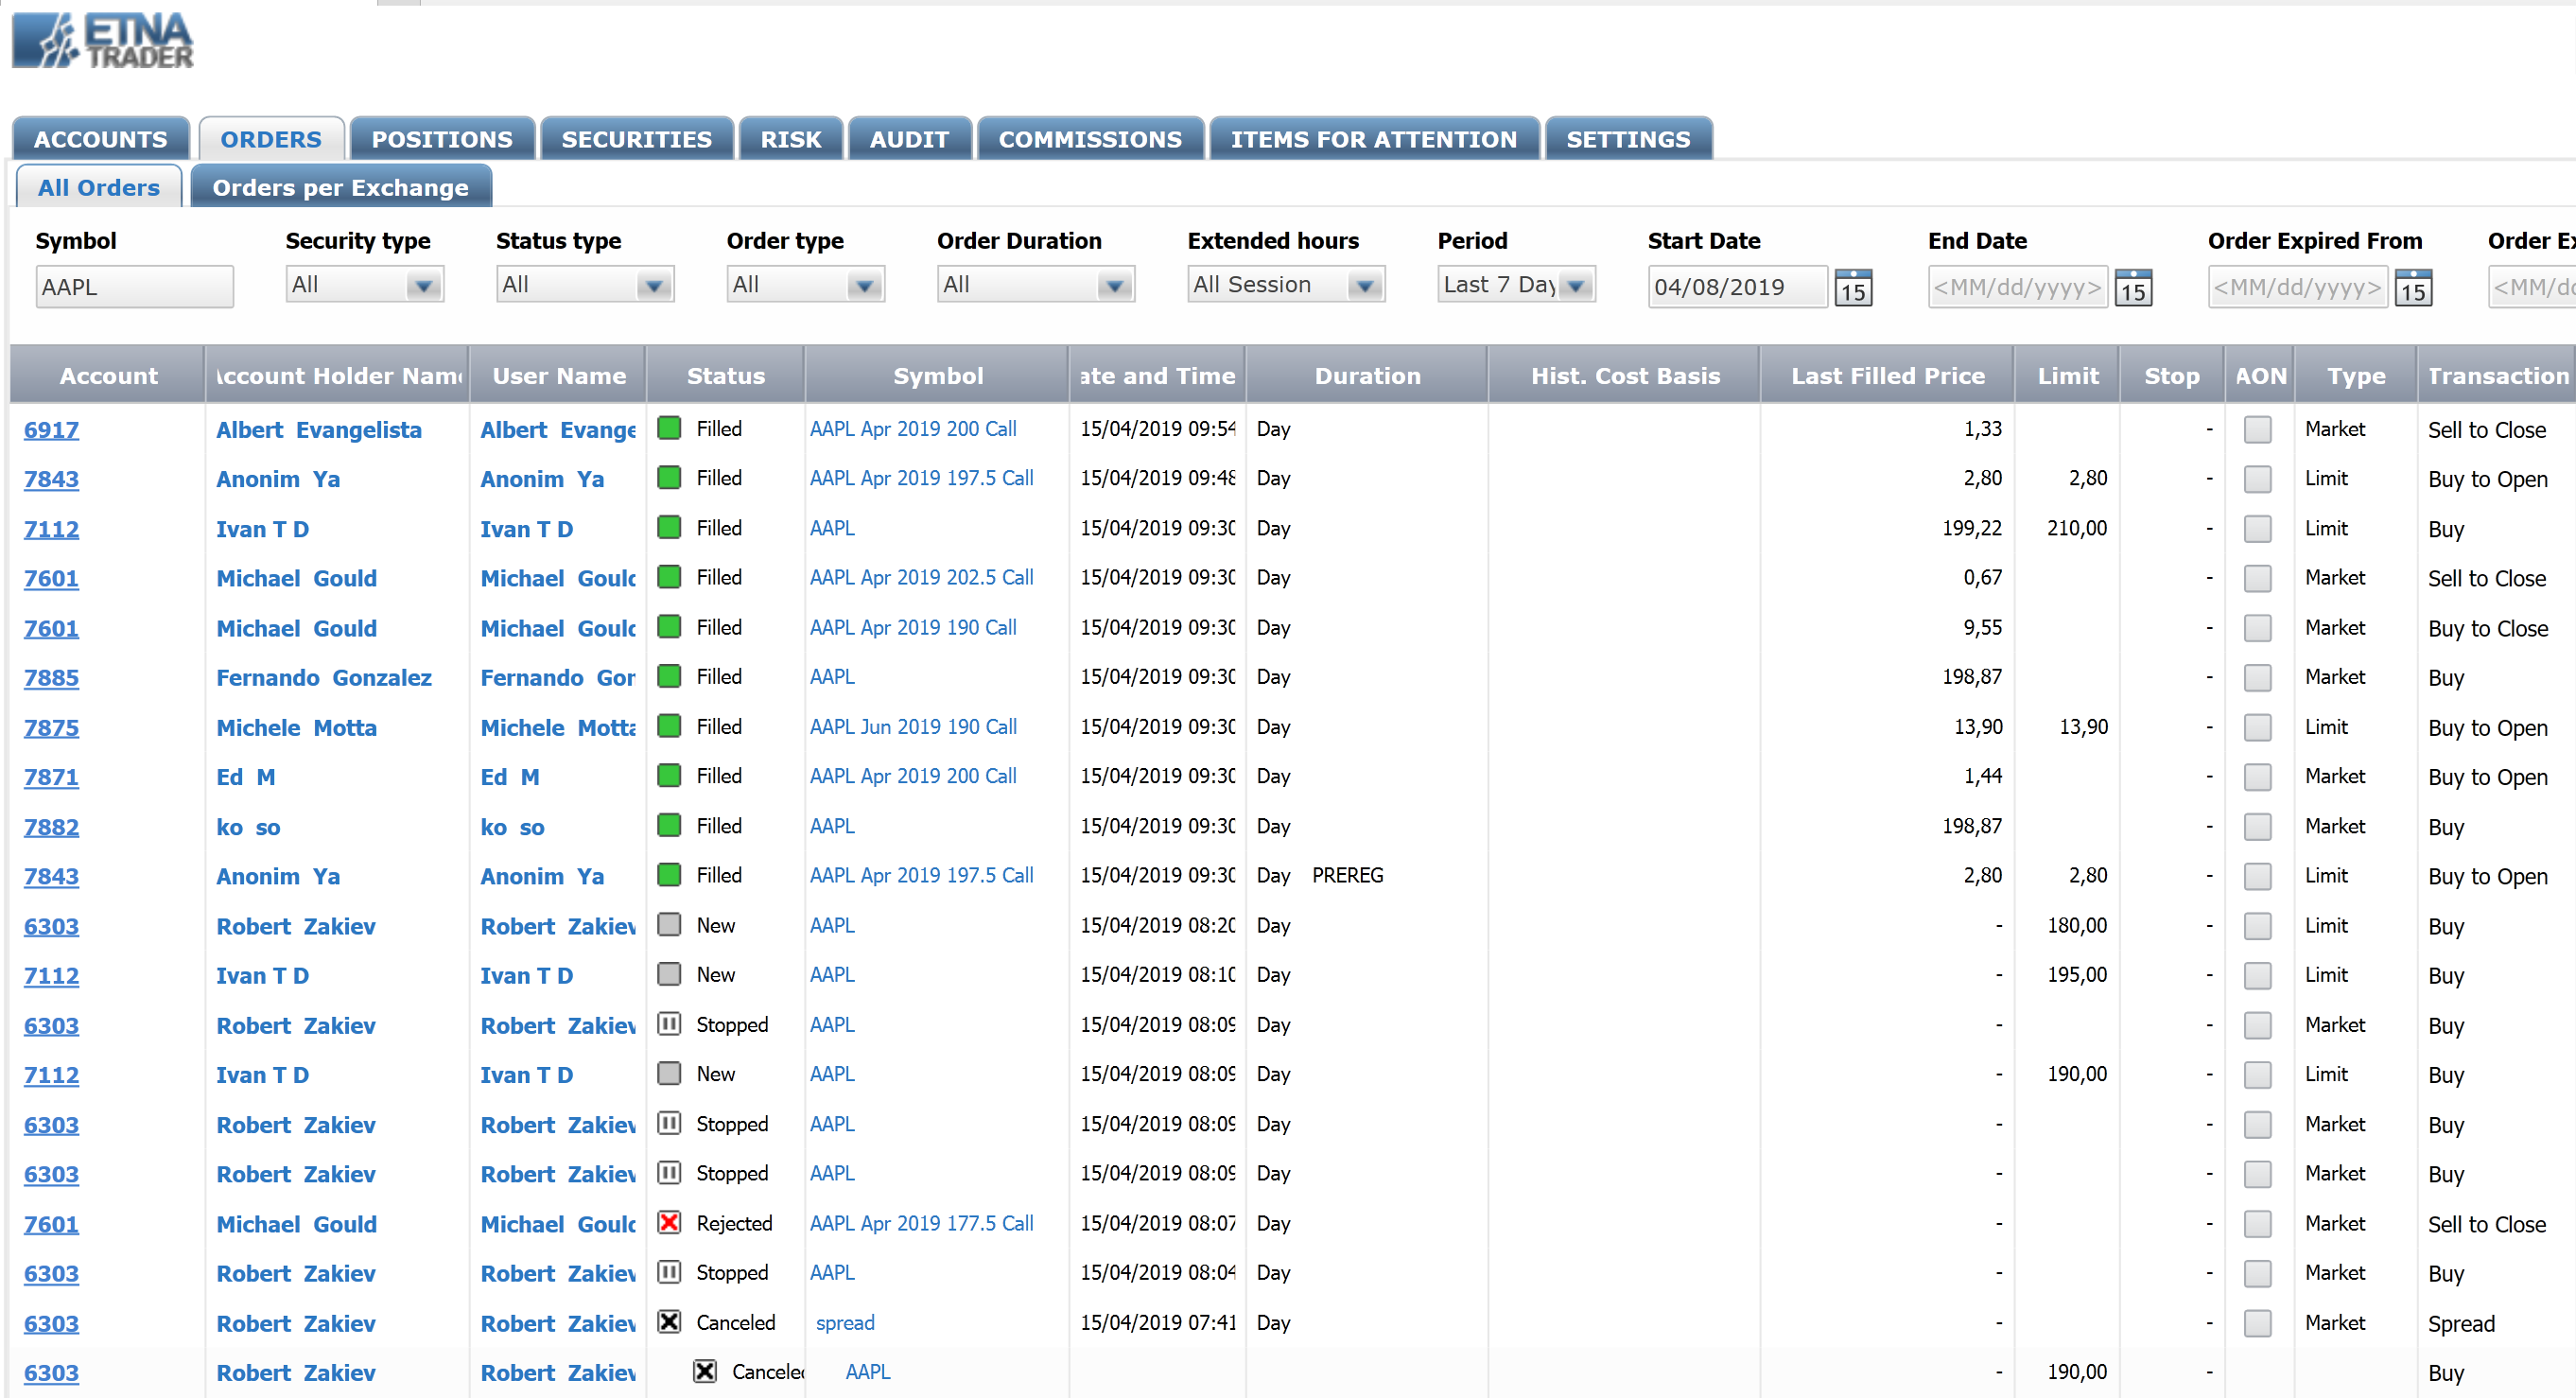 ETNA
TRADER
ACCOUNTS ORDERS POSITIONS SECURITIES RISK AUDIT COMMISSIONS ITEMS FOR ATTENTION SETTINGS
All Orders Orders per Exchange
Symbol Security type Status type Order type Order Duration Extended hours Period Start Date End Date Order Expired From Order
AAPL All All All All All Session Last 7 Day 04/08/2019 15 <MM/dd/yyyy> 15 <MM/dd/yyyy> 15 <MM/dd
Account Account Holder Name User Name Status Symbol ate and Time Duration Hist. Cost Basis Last Filled Price Limit Stop AON Type Transaction
6917 Albert Evangelista Albert Evange Filled AAPL Apr 2019 200 Call 15/04/2019 09:54 Day 1,33 - Market Sell to Close
7843 Anonim Ya Anonim Ya Filled AAPL Apr 2019 197.5 Call 15/04/2019 09:48 Day 2,80 2,80 - Limit Buy to Open
7112 Ivan T D Ivan T D Filled AAPL 15/04/2019 09:30 Day 199,22 210,00 - Limit Buy
7601 Michael Gould Michael Gould Filled AAPL Apr 2019 202.5 Call 15/04/2019 09:30 Day 0,67 - Market Sell to Close
7601 Michael Gould Michael Gould Filled AAPL Apr 2019 190 Call 15/04/2019 09:30 Day 9,55 - Market Buy to Close
7885 Fernando Gonzalez Fernando Gor Filled AAPL 15/04/2019 09:30 Day 198,87 - Market Buy
7875 Michele Motta Michele Motta Filled AAPL Jun 2019 190 Call 15/04/2019 09:30 Day 13,90 13,90 - Limit Buy to Open
7871 Ed M Ed M Filled AAPL Apr 2019 200 Call 15/04/2019 09:30 Day 1,44 - Market Buy to Open
7882 ko so ko so Filled AAPL 15/04/2019 09:30 Day 198,87 - Market Buy
7843 Anonim Ya Anonim Ya Filled AAPL Apr 2019 197.5 Call 15/04/2019 09:30 Day PREREG 2,80 2,80 - Limit Buy to Open
6303 Robert Zakiev Robert Zakiev New AAPL 15/04/2019 08:20 Day - 180,00 - Limit Buy
7112 Ivan T D Ivan T D New AAPL 15/04/2019 08:10 Day - 195,00 - Limit Buy
6303 Robert Zakiev Robert Zakiev Stopped AAPL 15/04/2019 08:09 Day - - Market Buy
7112 Ivan T D Ivan T D New AAPL 15/04/2019 08:09 Day - 190,00 - Limit Buy
6303 Robert Zakiev Robert Zakiev Stopped AAPL 15/04/2019 08:09 Day - - Market Buy
6303 Robert Zakiev Robert Zakiev Stopped AAPL 15/04/2019 08:09 Day - - Market Buy
7601 Michael Gould Michael Gould Rejected AAPL Apr 2019 177.5 Call 15/04/2019 08:07 Day - - Market Sell to Close
6303 Robert Zakiev Robert Zakiev Stopped AAPL 15/04/2019 08:04 Day - - Market Buy
6303 Robert Zakiev Robert Zakiev Canceled spread 15/04/2019 07:41 Day - - Market Spread
6303 Robert Zakiev Robert Zakiev Canceled AAPL - 190,00 - Buy